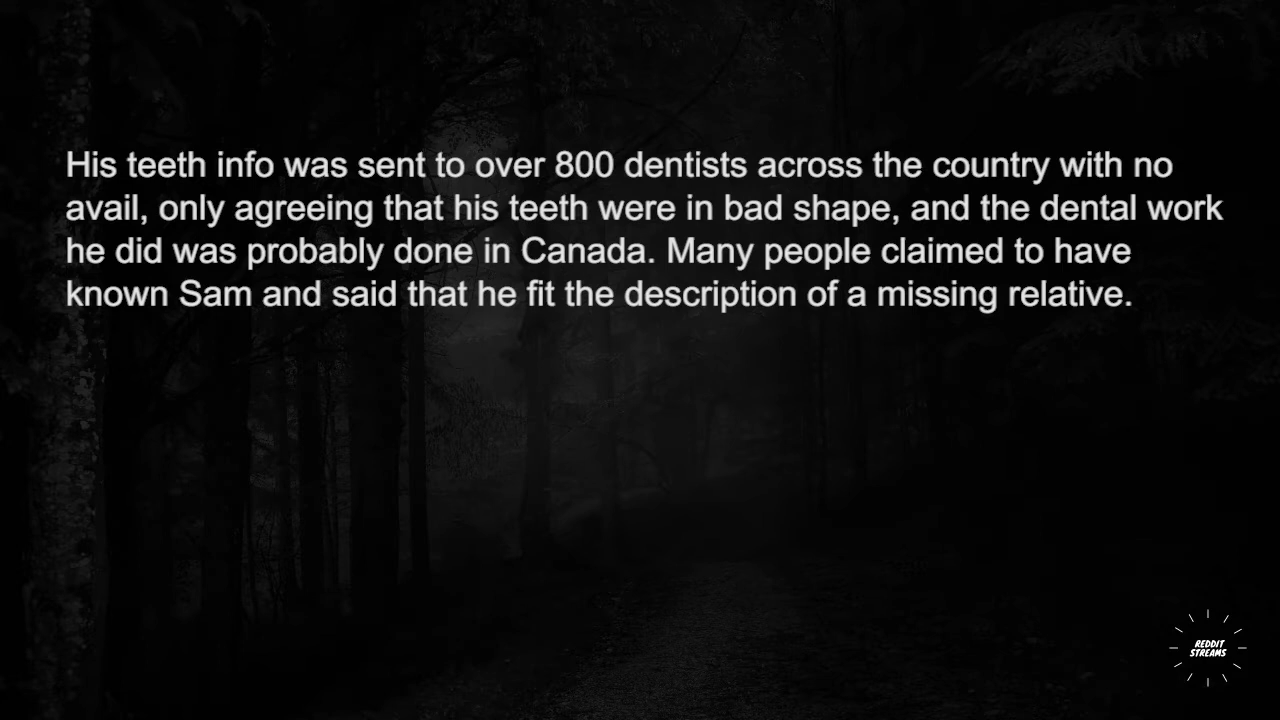 His teeth info was sent to over 800 dentists across the country with no
avail, only agreeing that his teeth were in bad shape, and the dental work
he did was probably done in Canada. Many people claimed to have
known Sam and said that he fit the description of a missing relative.
REDDIT
STREAMS